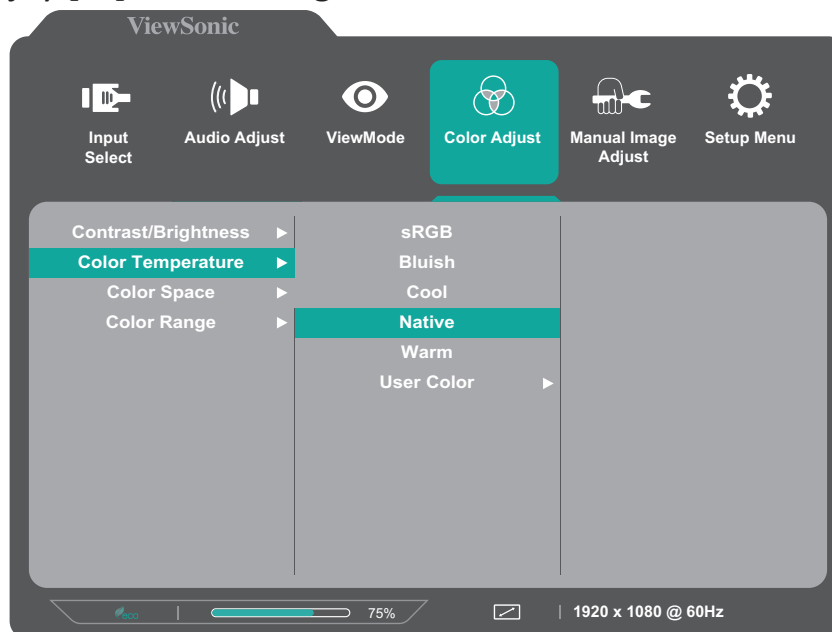 ViewSonic
Input
Select
Audio Adjust
ViewMode
Color Adjust
Manual Image
Adjust
Setup Menu
Contrast/Brightness
Color Temperature
Color Space
Color Range
sRGB
Bluish
Cool
Native
Warm
User Color
eco
75%
1920 x 1080 @ 60Hz